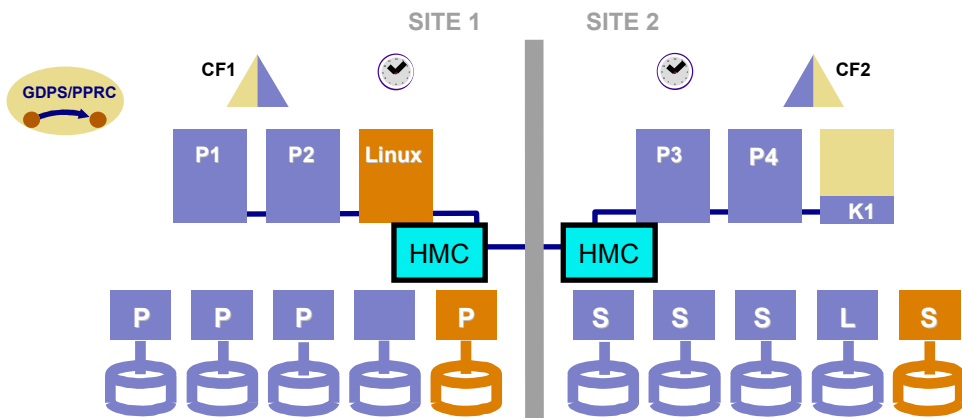 SITE 1
SITE 2
CF1
CF2
GDPS/PPRC
P1
P2
Linux
P3
P4
K1
HMC
HMC
P
P
P
P
S
S
S
L
S